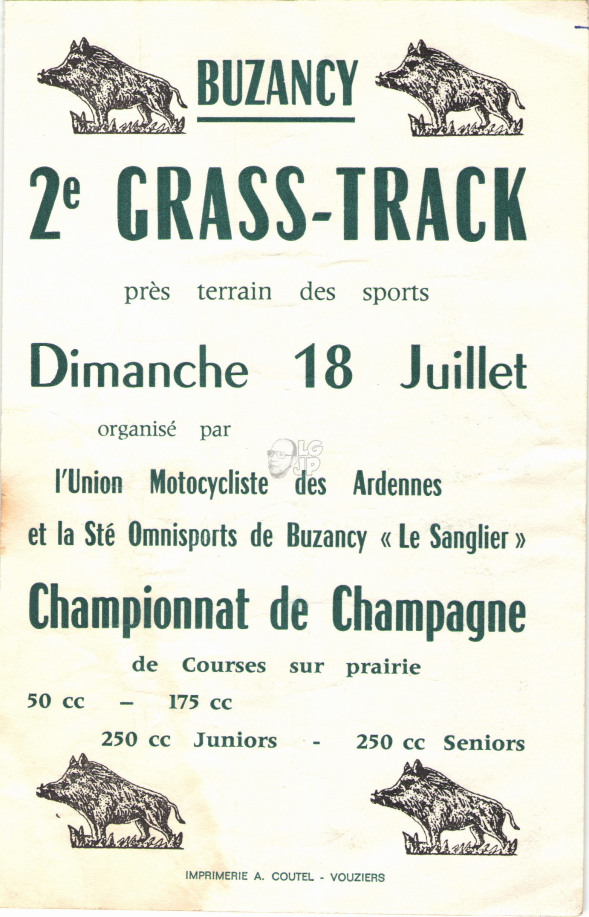 BUZANCY
2e GRASS-TRACK
près terrain des sports
Dimanche 18 Juillet
organisé par
LG
JP
l'Union Motocycliste des Ardennes
et la Sté Omnisports de Buzancy « Le Sanglier »
Championnat de Champagne
de Courses sur prairie
50 cc – 175 cc
250 cc Juniors - 250 cc Seniors
IMPRIMERIE A. COUTEL - VOUZIERS